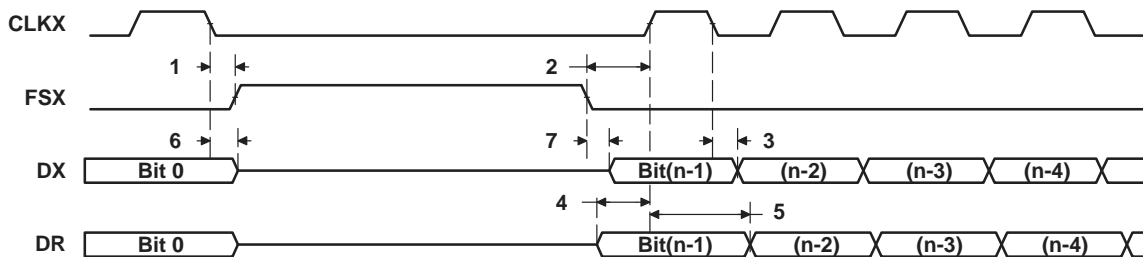 CLKX
1 2
FSX
6 7 3
DX Bit 0 Bit(n-1) (n-2) (n-3) (n-4)
4 5
DR Bit 0 Bit(n-1) (n-2) (n-3) (n-4)